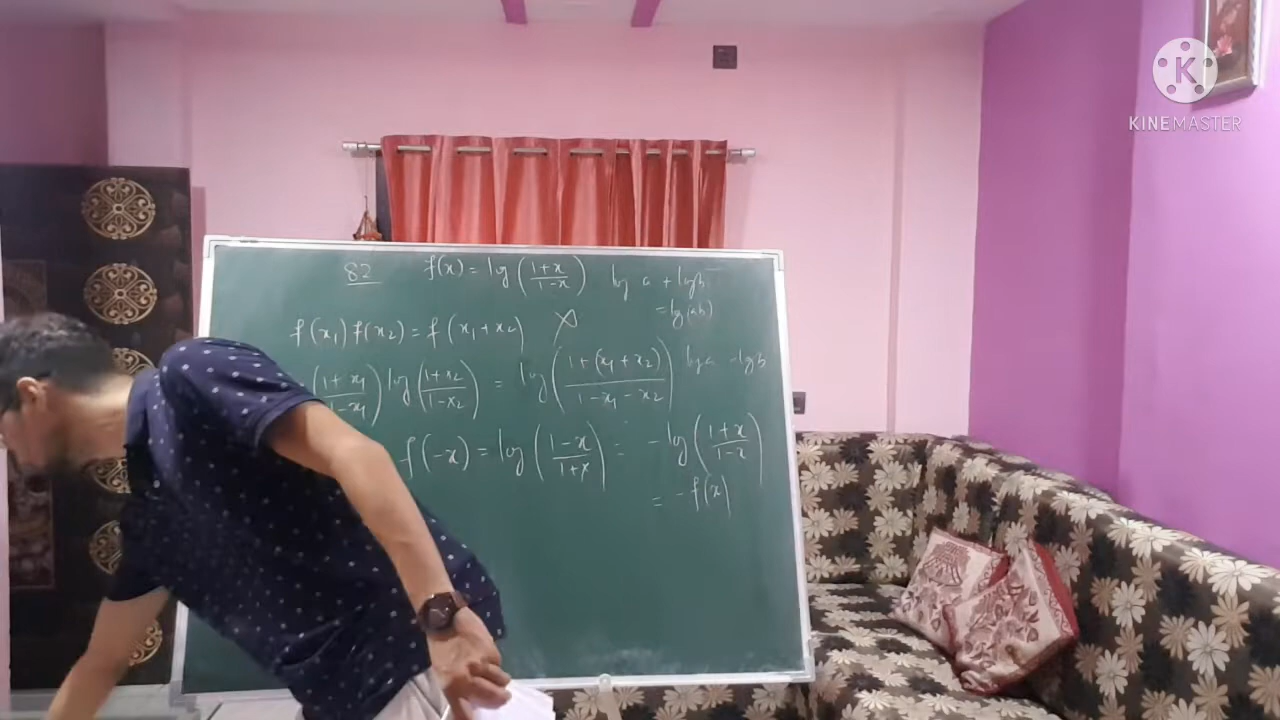 82 f(x) = log(1+x/1-x) log a + log b
= log(ab)
f(x₁) f(x₂) = f(x₁+x₂) X
(1+x₁/1-x₁) log(1+x₂/1-x₂) = log(1+(x₁+x₂)/1-x₁-x₂) log a - log b
f(-x) = log(1-x/1+x) = -log(1+x/1-x)
= -f(x)
K
KINEMASTER